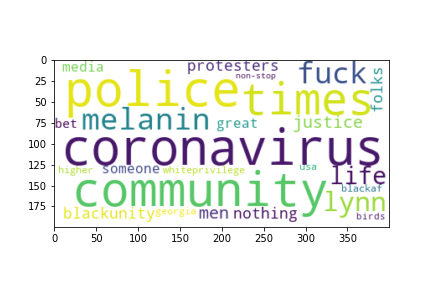 0
media protesters fuck
non-stop
police times folks
50
bet melanin great justice
75
100
coronavirus
125
higher someone whiteprivilege usa life
150
community blackaf
lynn
175
blackunity georgia men nothing birds
0 50 100 150 200 250 300 350